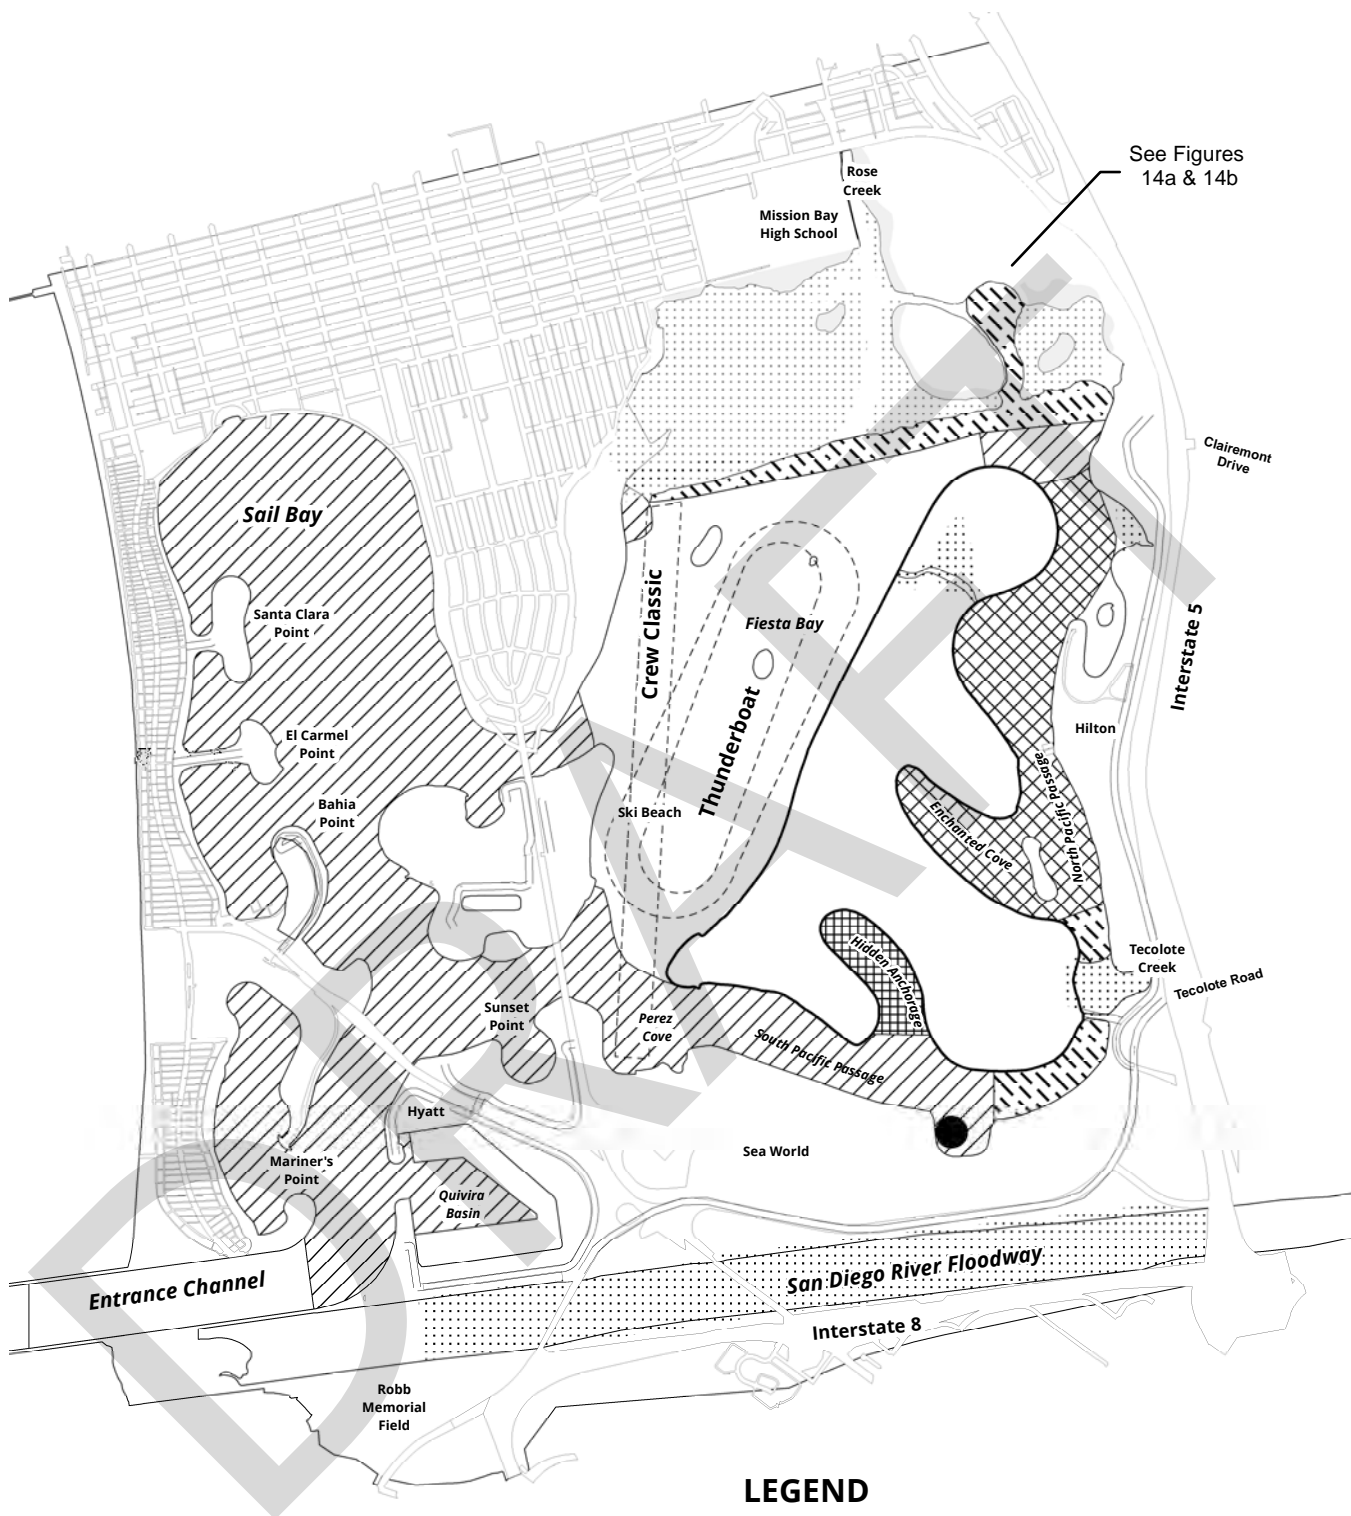 See Figures
14a & 14b
Rose
Creek
Mission Bay
High School
Clairemont
Drive
Sail Bay
Santa Clara
Point
Crew Classic
Fiesta Bay
Interstate 5
El Carmel
Point
Thunderboat
Hilton
Bahia
Point
Ski Beach
Enchanted Cove
North Pacific Passage
Hidden Anchorage
Tecolote
Creek
Tecolote Road
Sunset
Point
Perez
Cove
South Pacific Passage
Hyatt
Sea World
Mariner's
Point
Quivira
Basin
Entrance Channel
San Diego River Floodway
Interstate 8
Robb
Memorial
Field
LEGEND
DRAFT